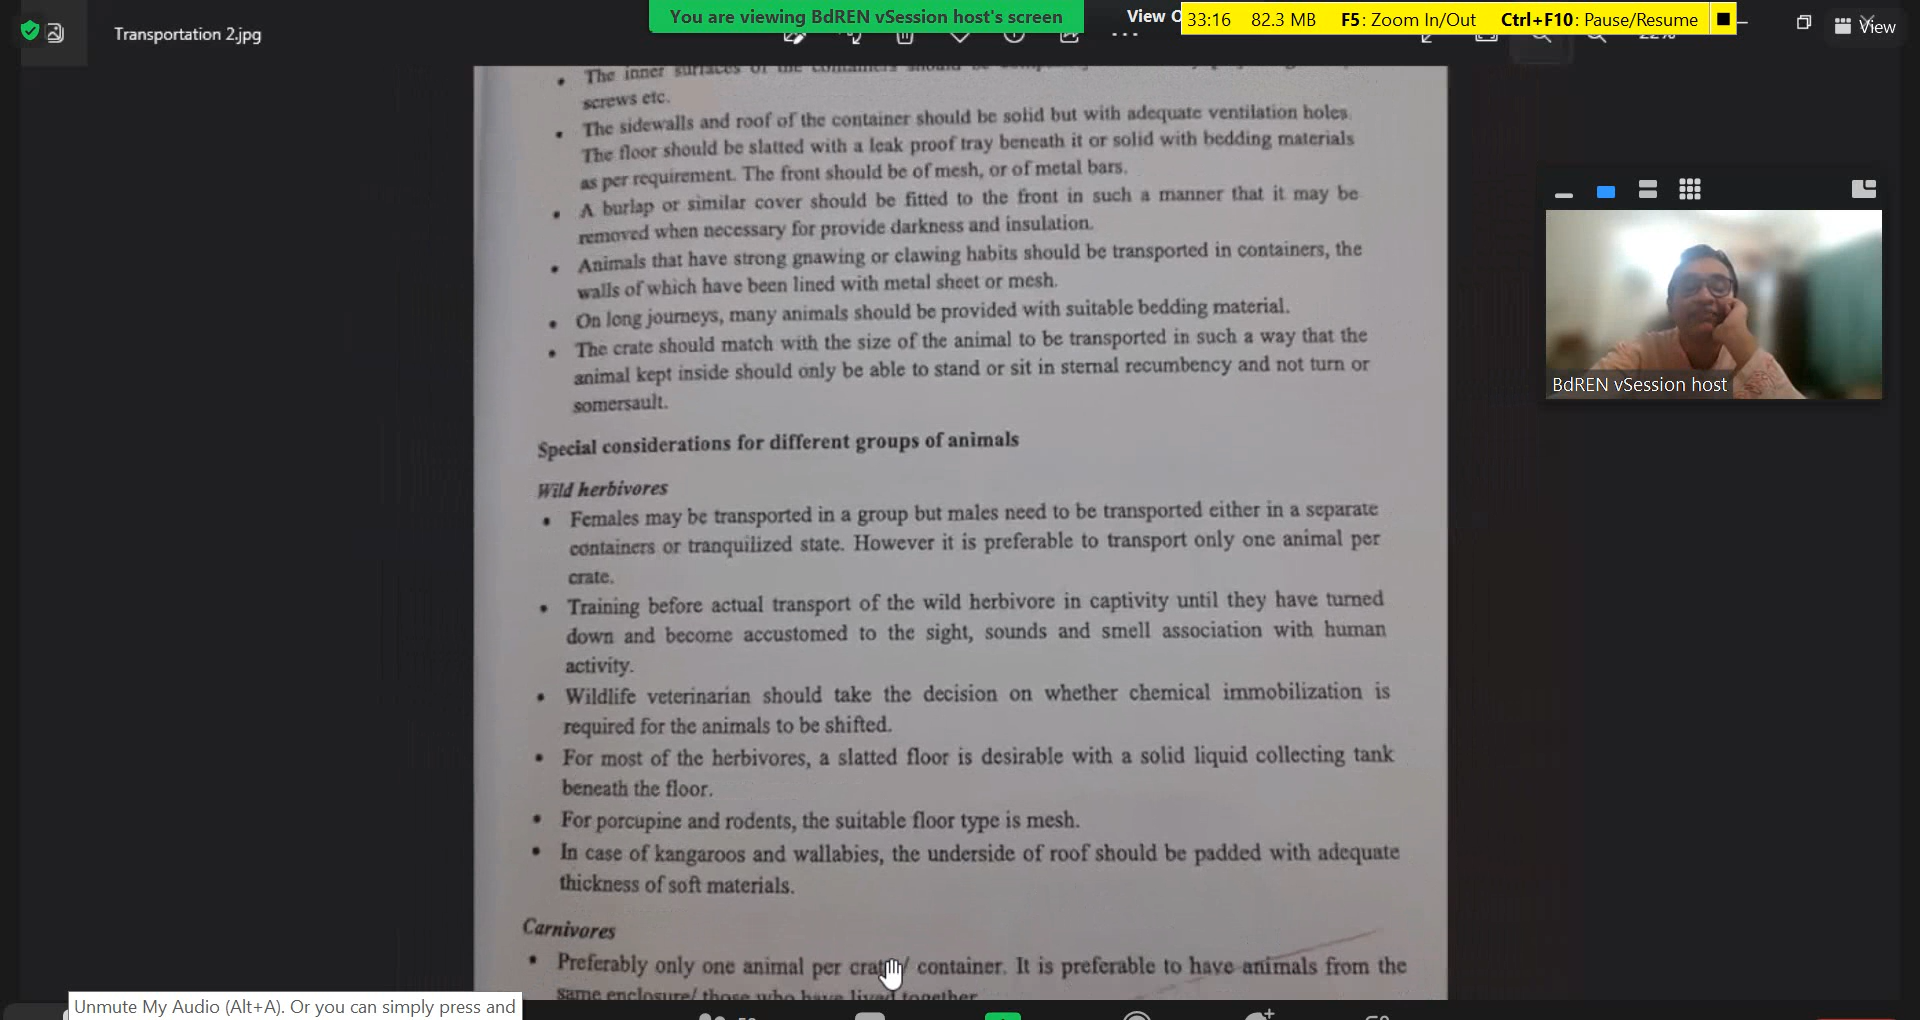 You are viewing BdREN vSession host's screen
View O
33:16 82.3 MB F5: Zoom In/Out Ctrl+F10: Pause/Resume
Transportation 2.jpg
View
The inner surfaces of the containers should be
screws etc.
The sidewalls and roof of the container should be solid but with adequate ventilation holes.
The floor should be slatted with a leak proof tray beneath it or solid with bedding materials
as per requirement. The front should be of mesh, or of metal bars.
A burlap or similar cover should be fitted to the front in such a manner that it may be
removed when necessary for provide darkness and insulation.
Animals that have strong gnawing or clawing habits should be transported in containers, the
walls of which have been lined with metal sheet or mesh.
On long journeys, many animals should be provided with suitable bedding material.
The crate should match with the size of the animal to be transported in such a way that the
animal kept inside should only be able to stand or sit in sternal recumbency and not turn or
somersault.
Special considerations for different groups of animals
Wild herbivores
Females may be transported in a group but males need to be transported either in a separate
containers or tranquilized state. However it is preferable to transport only one animal per
crate.
Training before actual transport of the wild herbivore in captivity until they have turned
down and become accustomed to the sight, sounds and smell association with human
activity.
Wildlife veterinarian should take the decision on whether chemical immobilization is
required for the animals to be shifted.
For most of the herbivores, a slatted floor is desirable with a solid liquid collecting tank
beneath the floor.
For porcupine and rodents, the suitable floor type is mesh.
In case of kangaroos and wallabies, the underside of roof should be padded with adequate
thickness of soft materials.
Carnivores
Preferably only one animal per crate/ container. It is preferable to have animals from the
same enclosure/ those who have lived together
BdREN vSession host
Unmute My Audio (Alt+A). Or you can simply press and